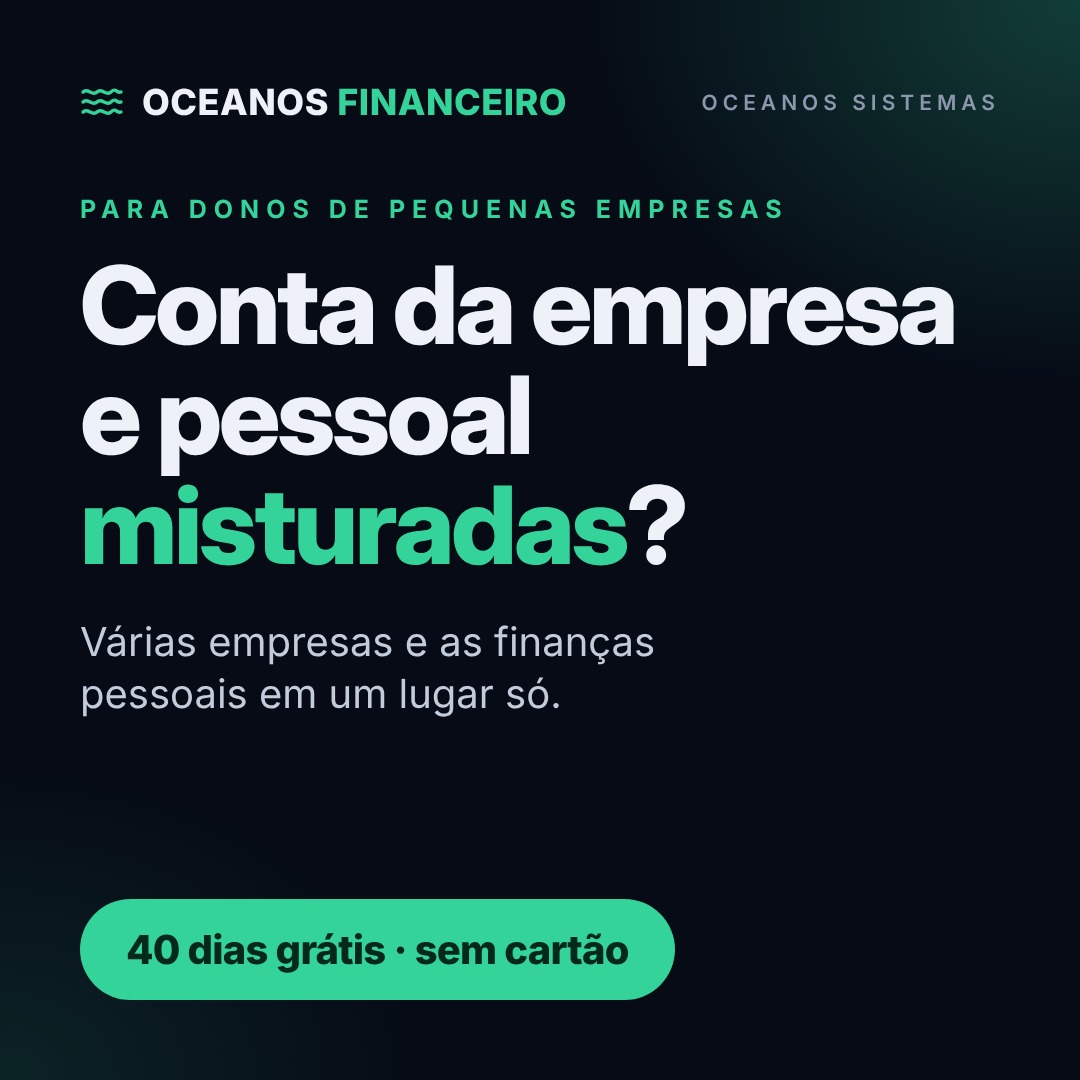 OCEANOS FINANCEIRO
OCEANOS SISTEMAS
PARA DONOS DE PEQUENAS EMPRESAS
Conta da empresa
e pessoal
misturadas?
Várias empresas e as finanças
pessoais em um lugar só.
40 dias grátis · sem cartão